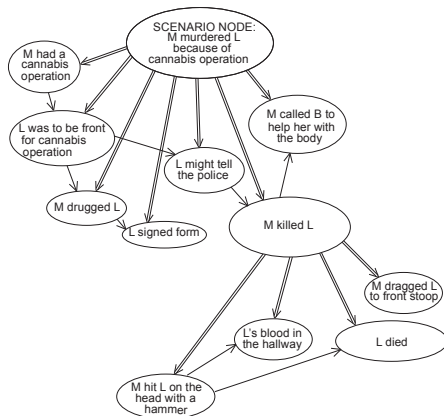 SCENARIO NODE:
M murdered L
because of
cannabis operation
M had a
cannabis
operation
L was to be front
for cannabis
operation
M called B to
help her with
the body
L might tell
the police
M drugged L
L signed form
M killed L
M dragged L
to front stoop
L's blood in
the hallway
L died
M hit L on the
head with a
hammer